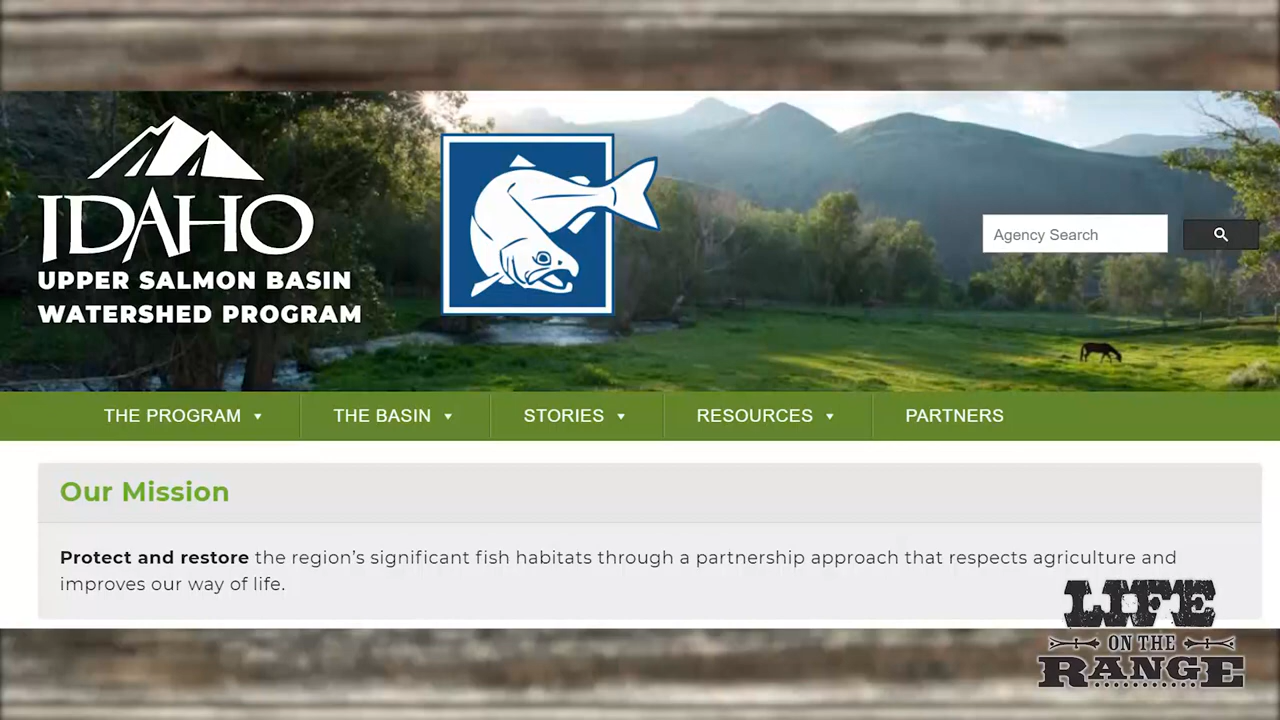 IDAHO
UPPER SALMON BASIN
WATERSHED PROGRAM
Agency Search
THE PROGRAM
THE BASIN
STORIES
RESOURCES
PARTNERS
Our Mission
Protect and restore the region's significant fish habitats through a partnership approach that respects agriculture and
improves our way of life.
LIFE
ON THE
RANGE